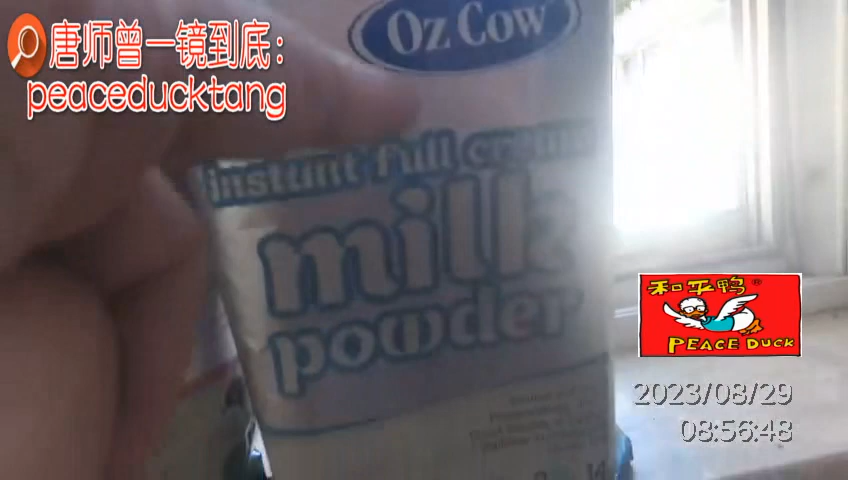 唐师曾一镜到底：
peaceducktang
Oz Cow
instant full creme
milk
powder
和平鸭®
PEACE DUCK
2023/08/29
08:56:48